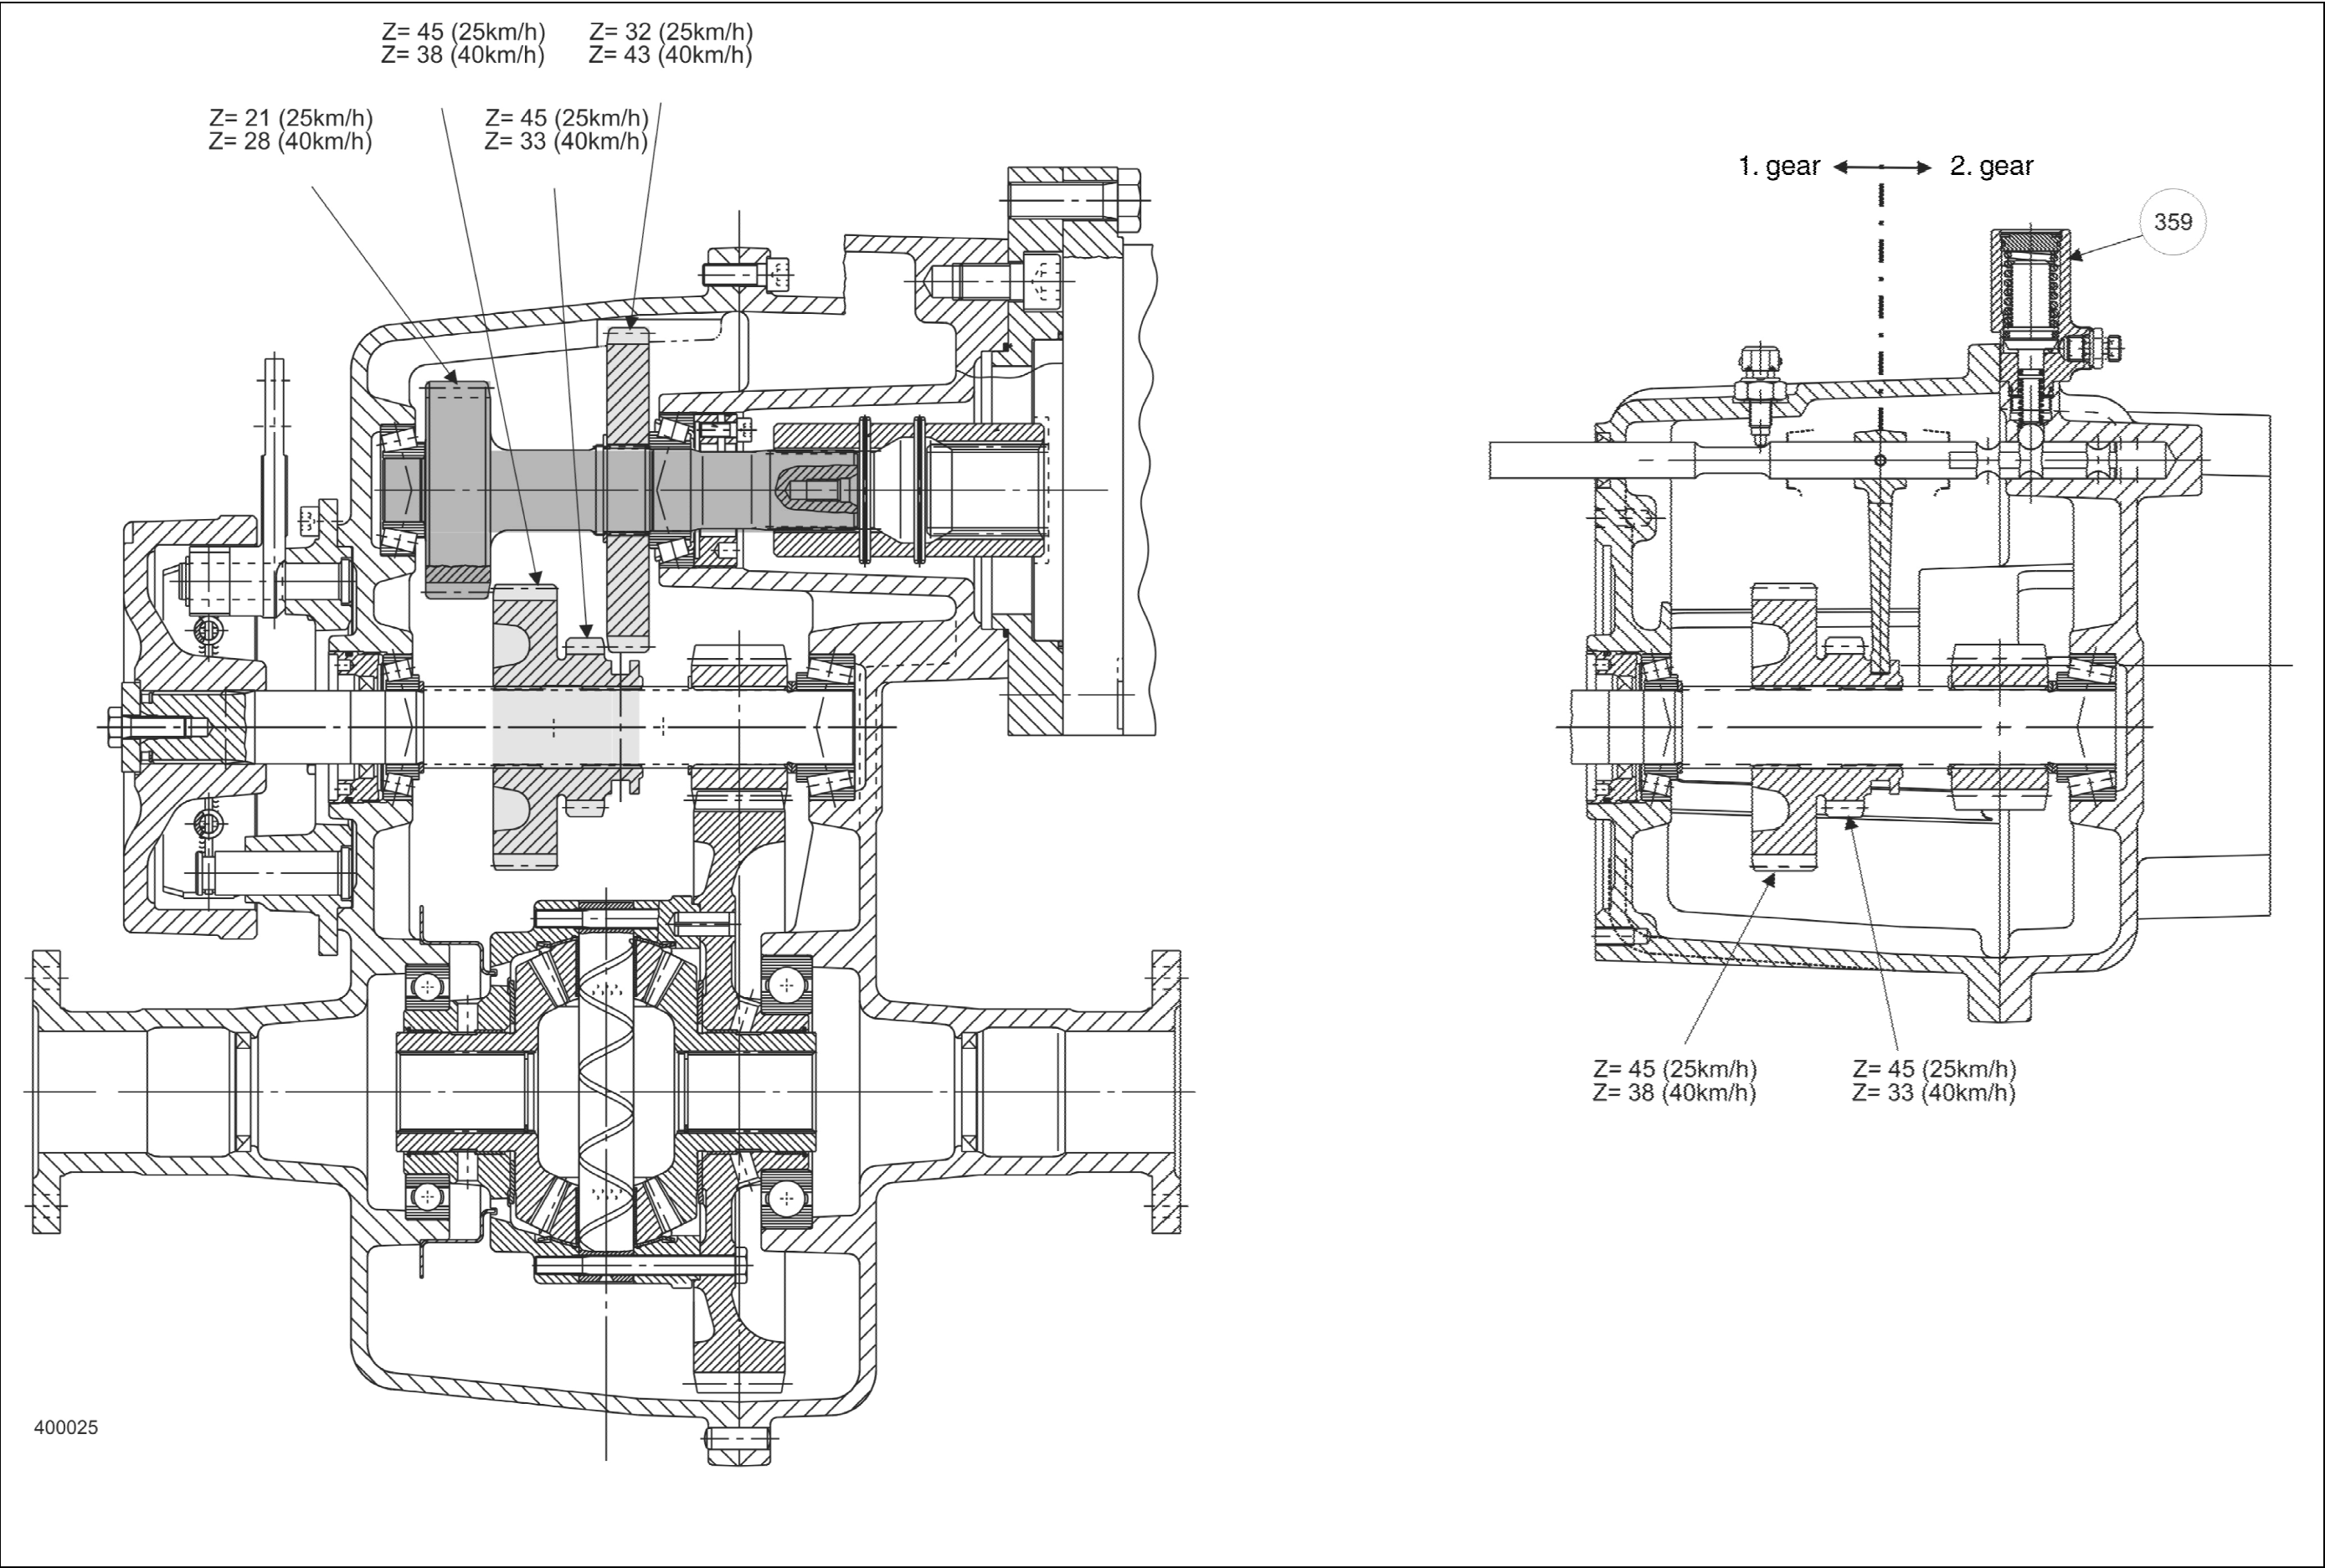 Z= 45 (25km/h)
Z= 38 (40km/h)
Z= 32 (25km/h)
Z= 43 (40km/h)
Z= 21 (25km/h)
Z= 28 (40km/h)
Z= 45 (25km/h)
Z= 33 (40km/h)
1. gear
2. gear
359
Z= 45 (25km/h)
Z= 38 (40km/h)
Z= 45 (25km/h)
Z= 33 (40km/h)
400025